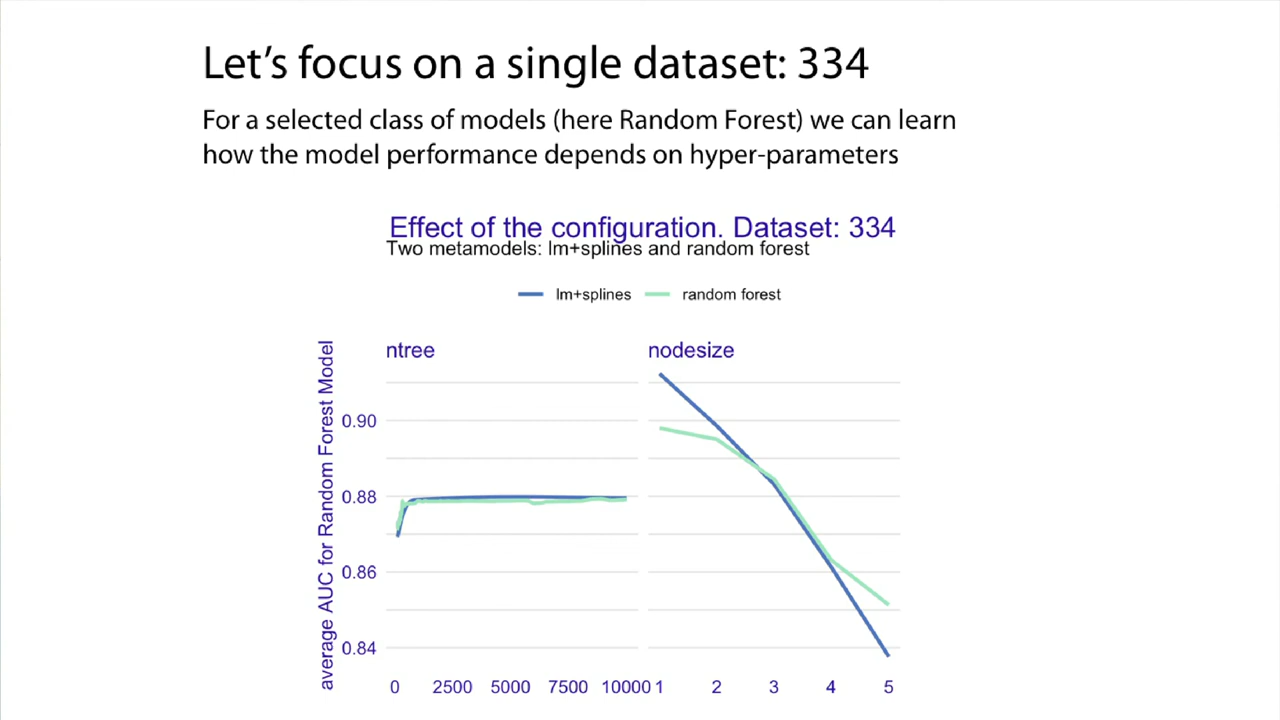 Let's focus on a single dataset: 334
For a selected class of models (here Random Forest) we can learn
how the model performance depends on hyper-parameters
Effect of the configuration. Dataset: 334
Two metamodels: lm+splines and random forest
lm+splines random forest
ntree nodesize
average AUC for Random Forest Model
0.90
0.88
0.86
0.84
0 2500 5000 7500 10000 1 2 3 4 5